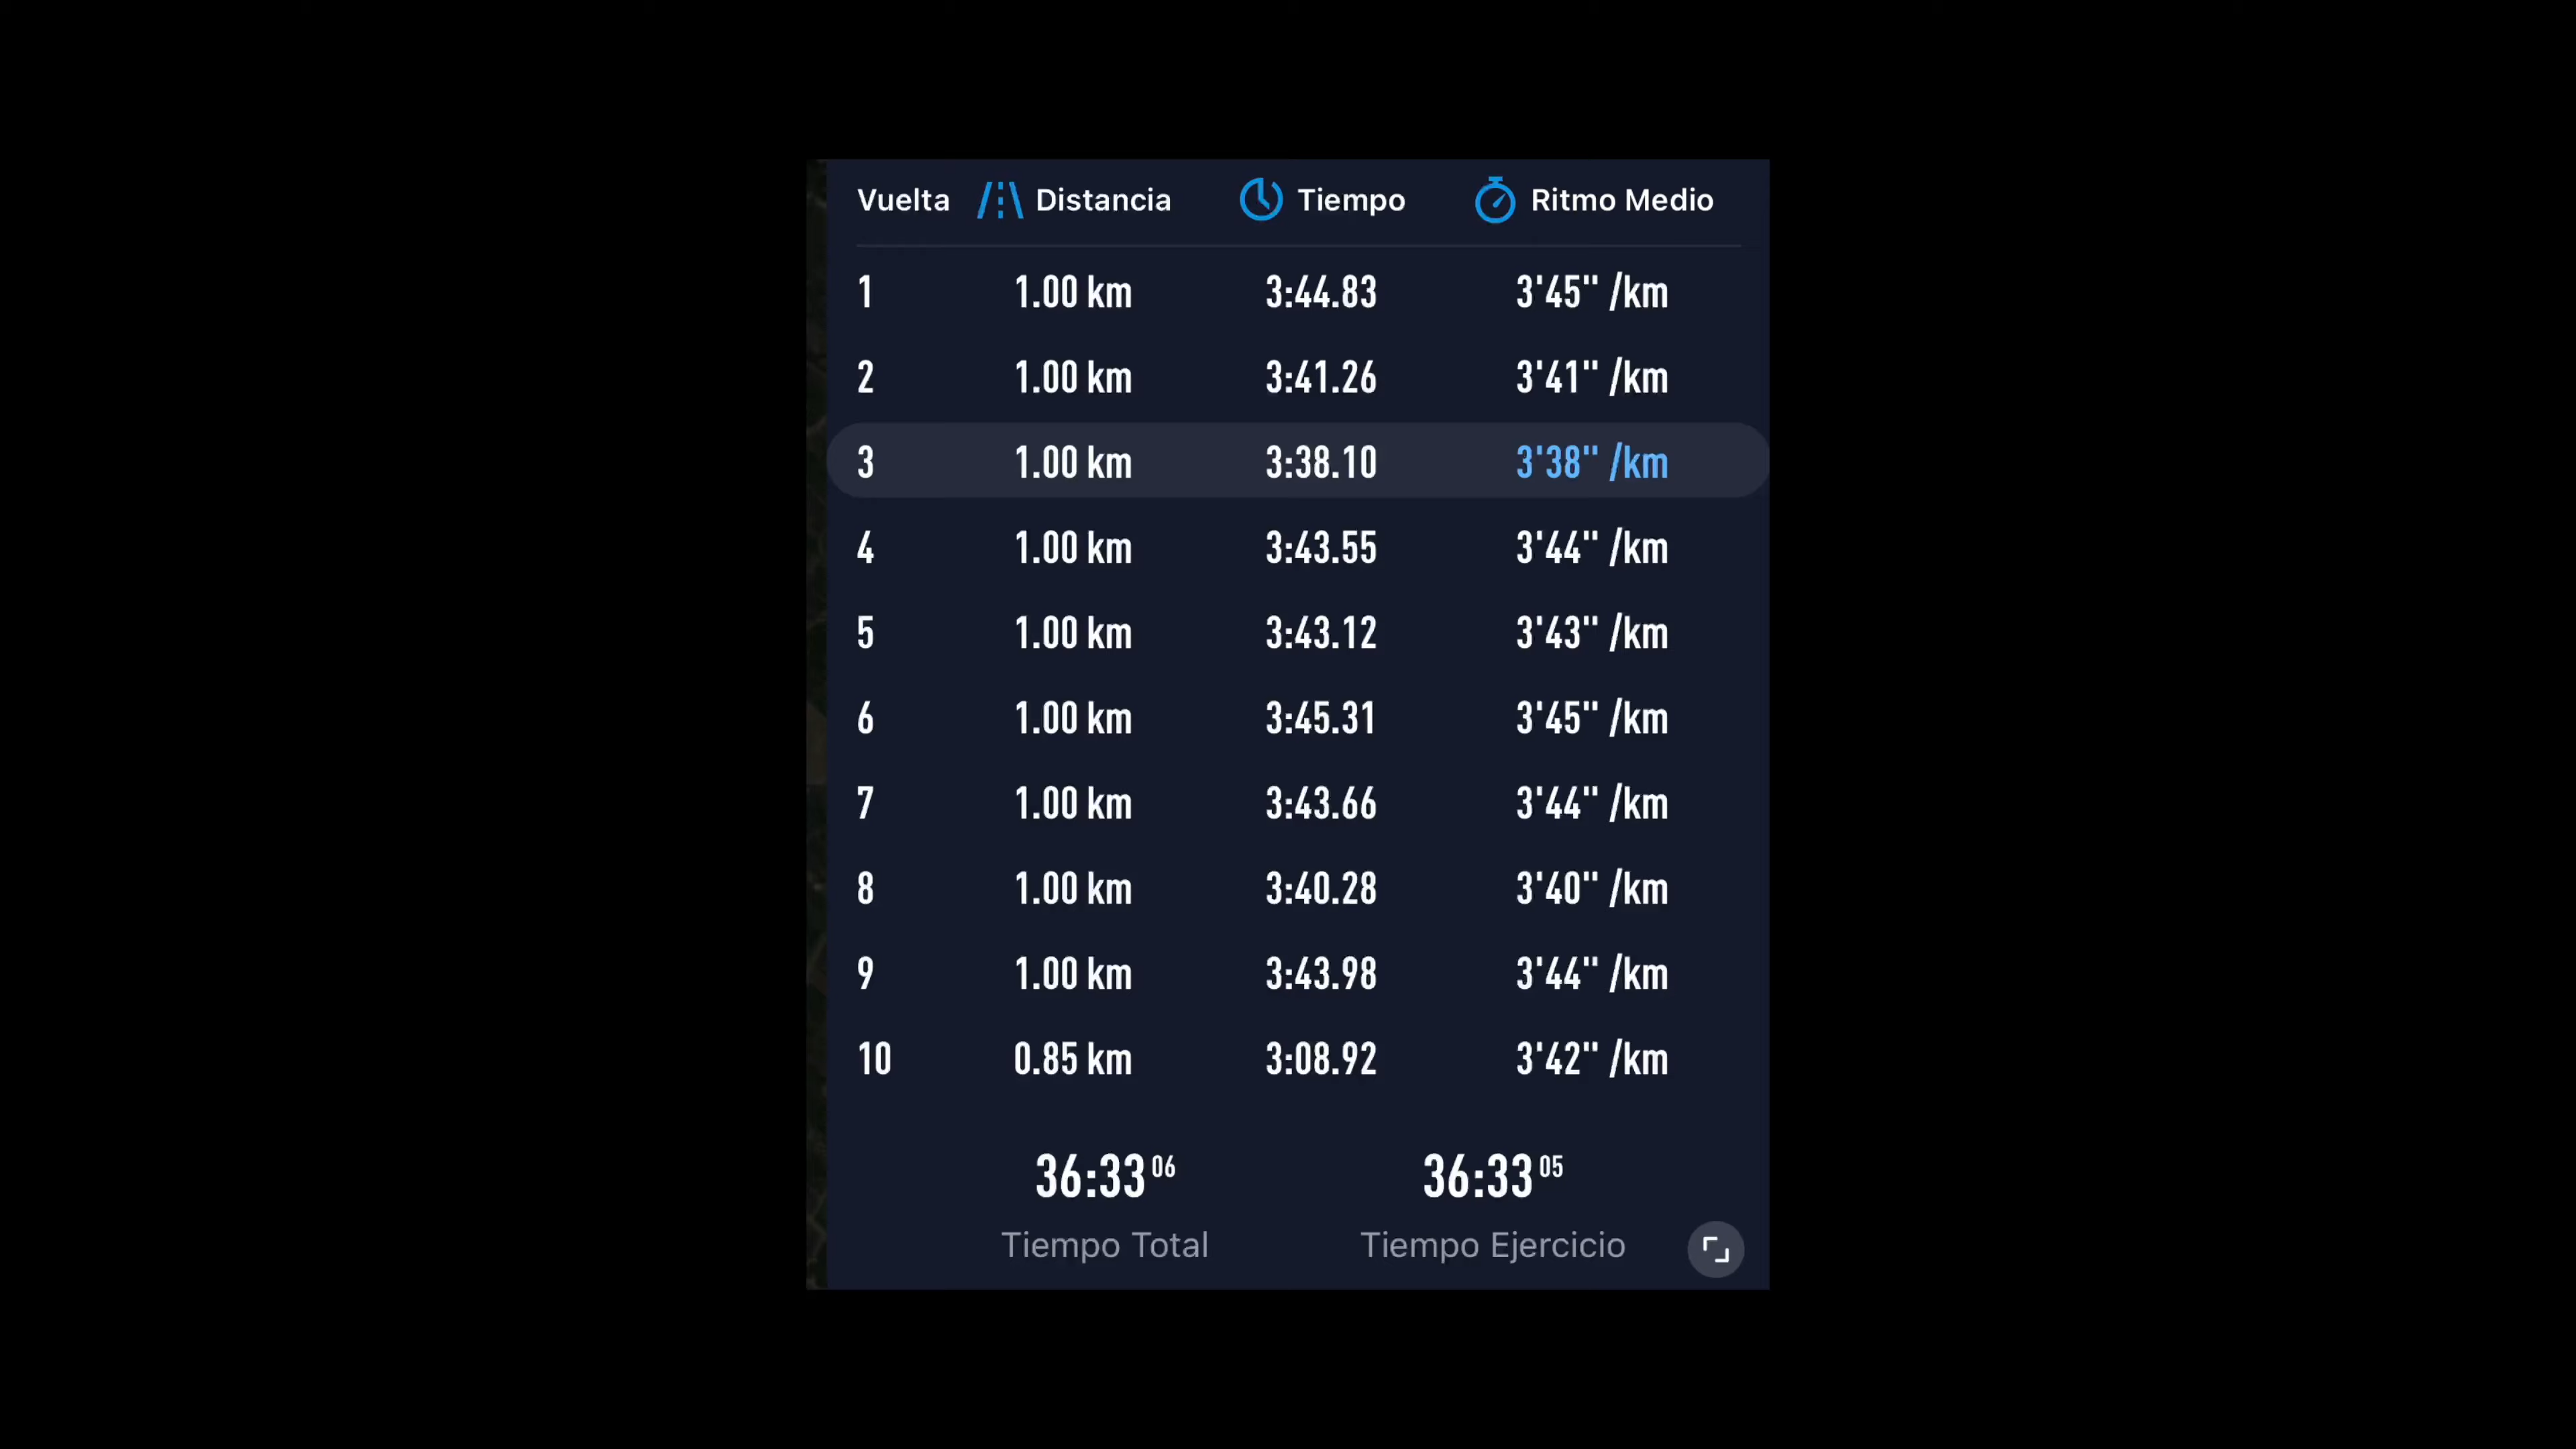 Vuelta Distancia Tiempo Ritmo Medio
1 1.00 km 3:44.83 3'45" /km
2 1.00 km 3:41.26 3'41" /km
3 1.00 km 3:38.10 3'38" /km
4 1.00 km 3:43.55 3'44" /km
5 1.00 km 3:43.12 3'43" /km
6 1.00 km 3:45.31 3'45" /km
7 1.00 km 3:43.66 3'44" /km
8 1.00 km 3:40.28 3'40" /km
9 1.00 km 3:43.98 3'44" /km
10 0.85 km 3:08.92 3'42" /km
36:33 06 36:33 05
Tiempo Total Tiempo Ejercicio